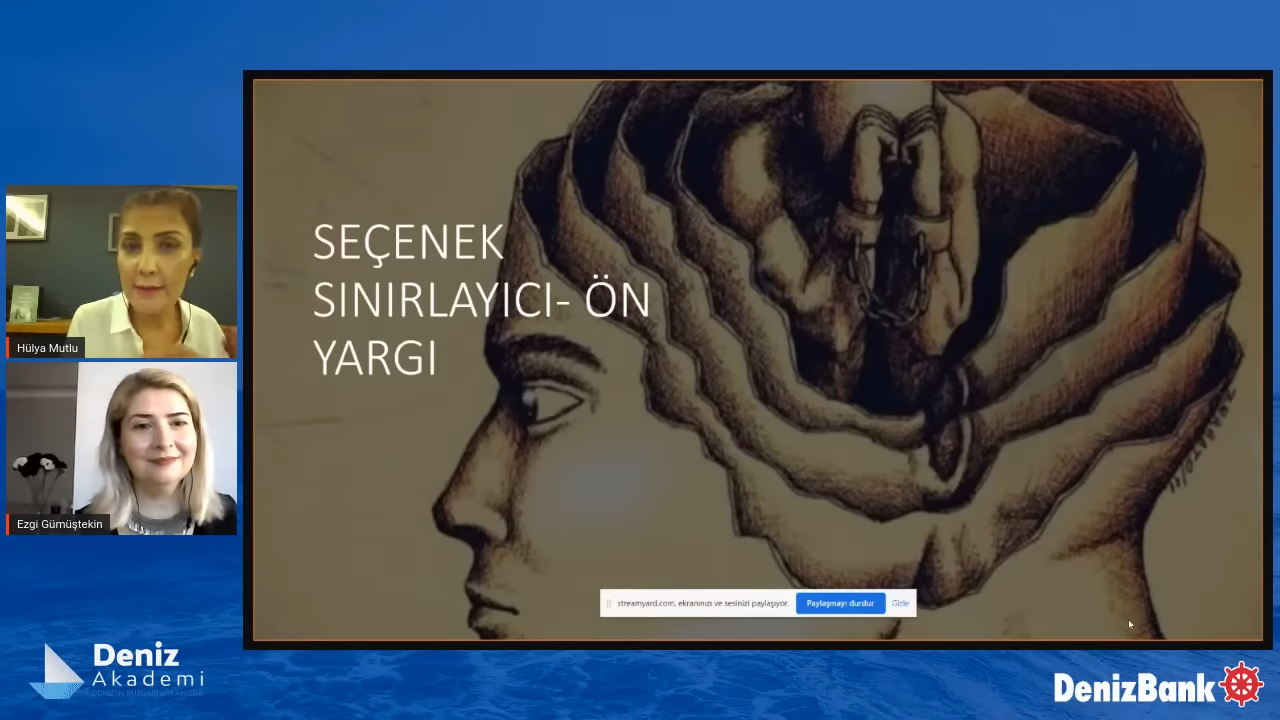 SEÇENEK
SINIRLAYICI- ÖN
YARGI
Hülya Mutlu
Ezgi Gümüştekin
streamyard.com, ekranınızı ve sesinizi paylaşıyor.
Paylaşmayı durdur
Gizle
Deniz
Akademi
DenizBank